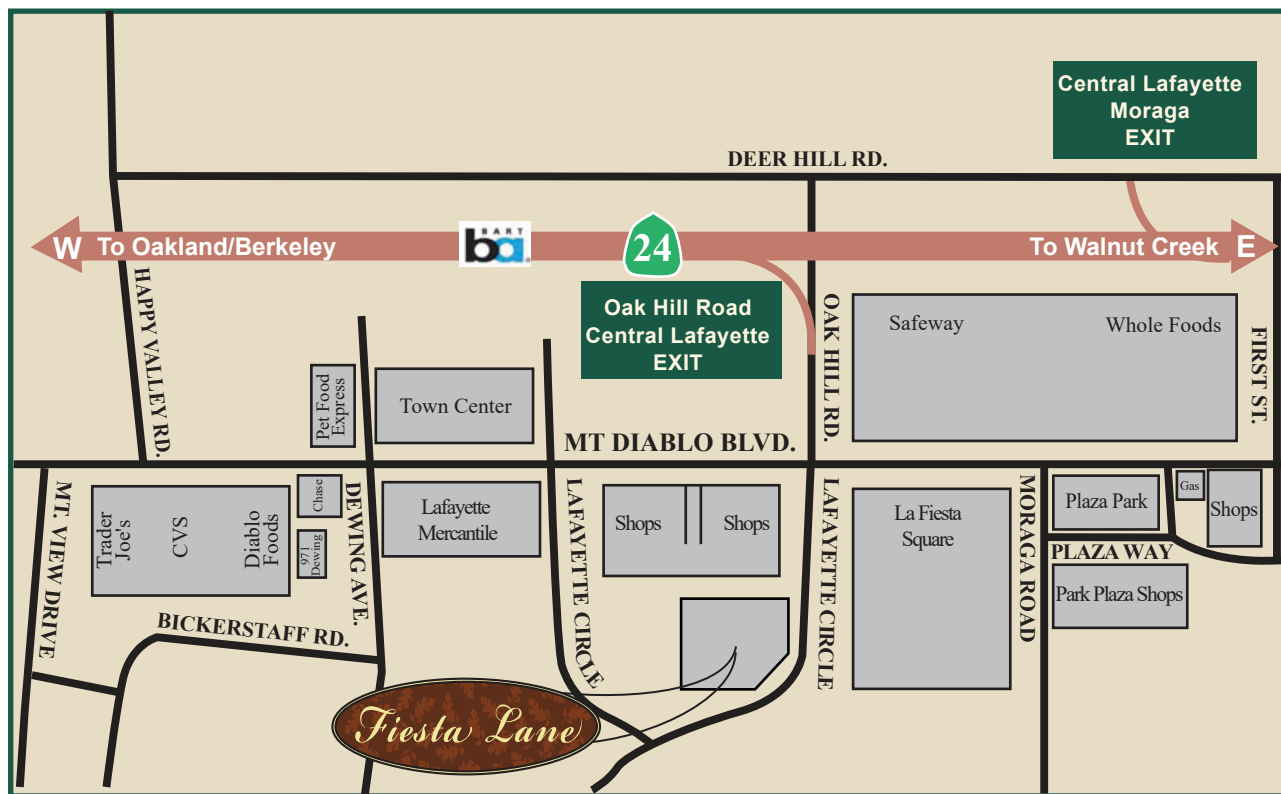 Central Lafayette
Moraga
EXIT
DEER HILL RD.
W
To Oakland/Berkeley
BART
ba
24
To Walnut Creek
E
Oak Hill Road
Central Lafayette
EXIT
HAPPY VALLEY RD.
OAK HILL RD.
Safeway
Whole Foods
FIRST ST.
Pet Food
Express
Town Center
MT DIABLO BLVD.
MT. VIEW DRIVE
Trader
Joe's
CVS
Diablo
Foods
Chase
971
Dewing
DEWING AVE.
Lafayette
Mercantile
LAFAYETTE CIRCLE
Shops
Shops
LAFAYETTE CIRCLE
La Fiesta
Square
MORAGA ROAD
Plaza Park
Gas
Shops
PLAZA WAY
Park Plaza Shops
BICKERSTAFF RD.
Fiesta Lane